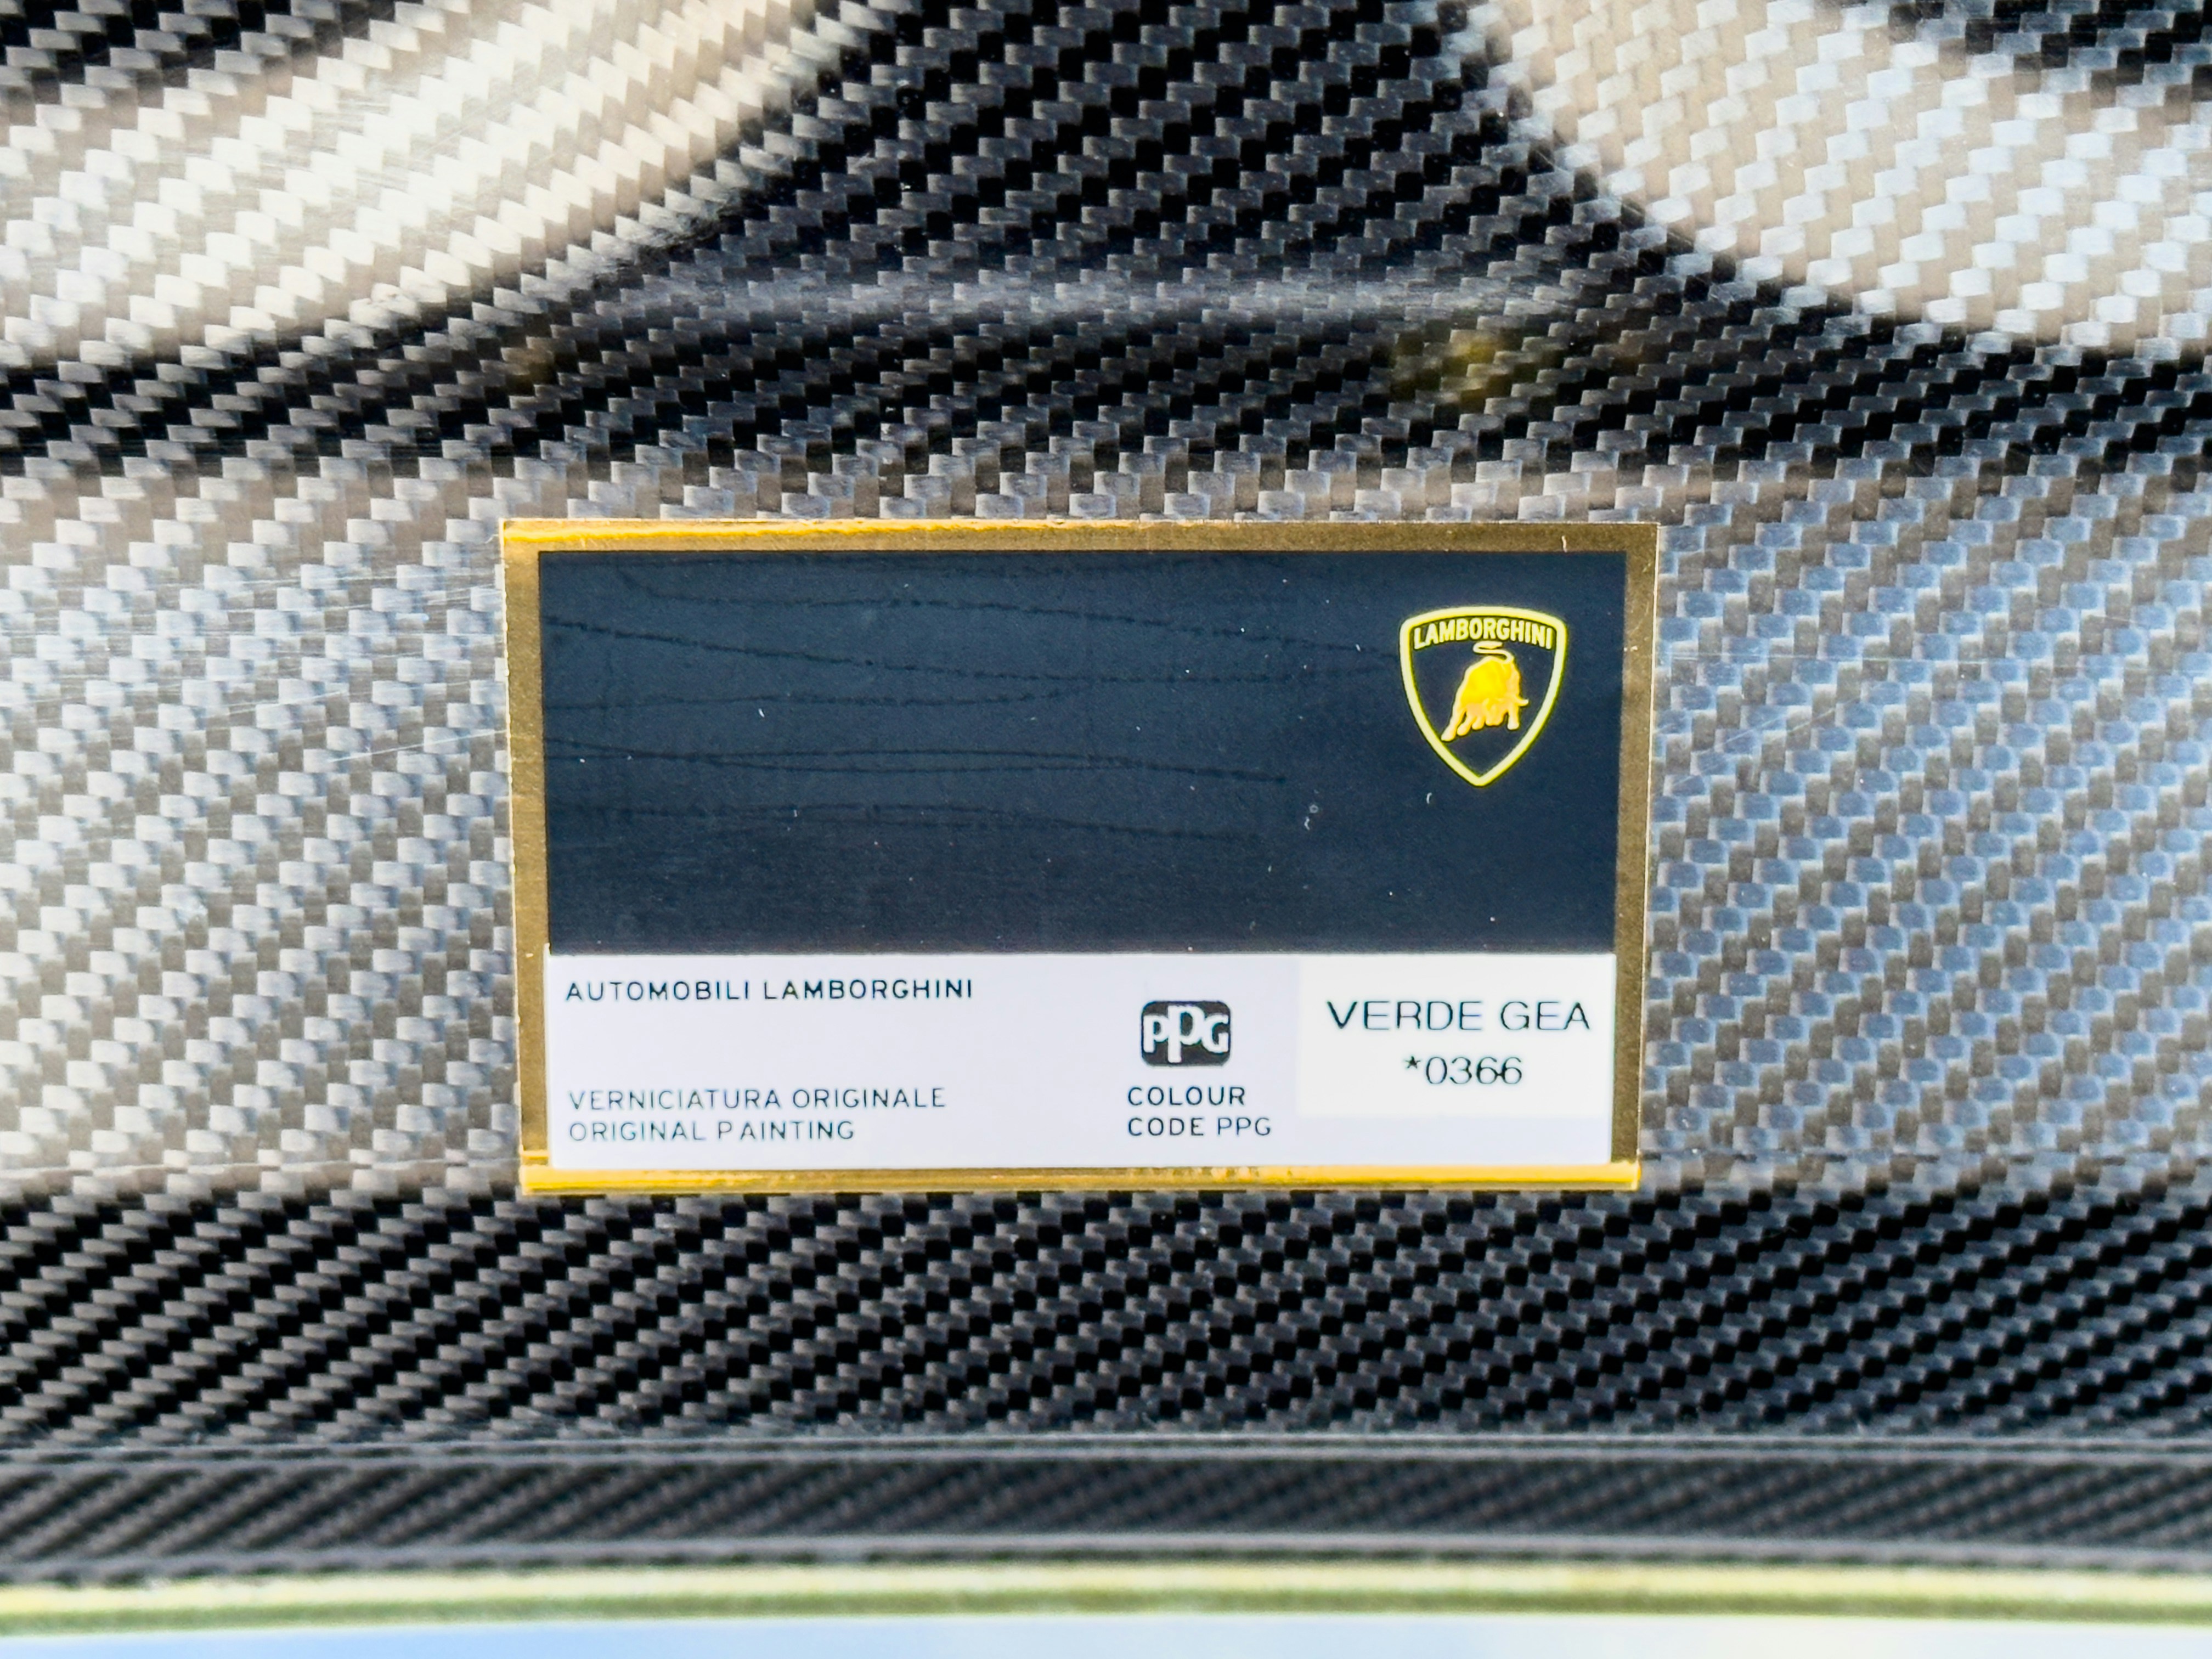 LAMBORGHINI
AUTOMOBILI LAMBORGHINI
VERNICIATURA ORIGINALE
ORIGINAL PAINTING
PPG
COLOUR
CODE PPG
VERDE GEA
*0366